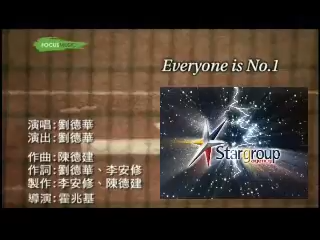 FOCUS MUSIC
Everyone is No.1
演唱:劉德華
演出:劉德華
作曲:陳德建
作詞:劉德華、李安修
製作:李安修、陳德建
導演:霍兆基
Stargroup